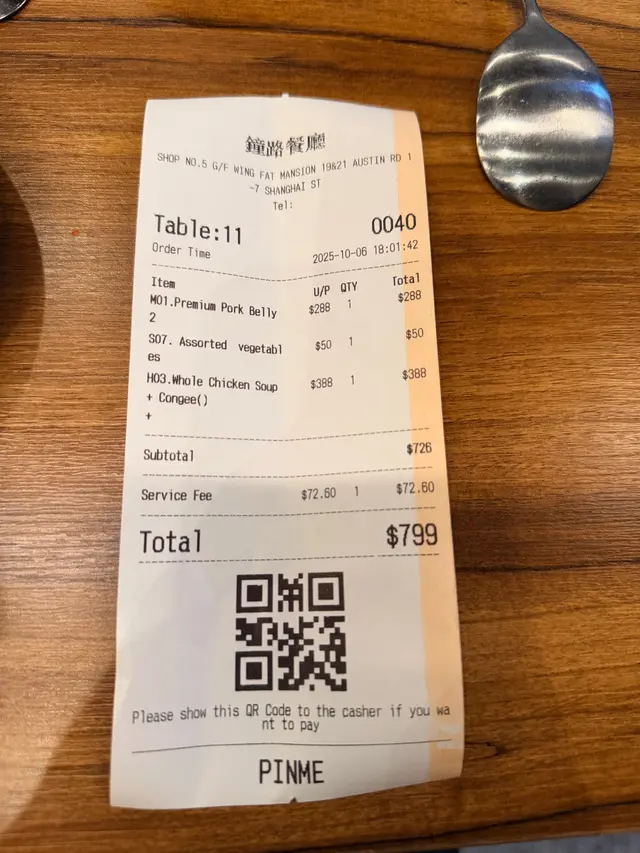 鐘路餐廳
SHOP NO.5 G/F WING FAT MANSION 19&21 AUSTIN RD 1
-7 SHANGHAI ST
Tel:
Table:11 0040
Order Time 2025-10-06 18:01:42
Item U/P QTY Total
M01.Premium Pork Belly $288 1 $288
2
S07. Assorted vegetabl $50 1 $50
es
H03.Whole Chicken Soup $388 1 $388
+ Congee()
+
Subtotal $726
Service Fee $72.60 1 $72.60
Total $799
Please show this QR Code to the casher if you wa
nt to pay
PINME